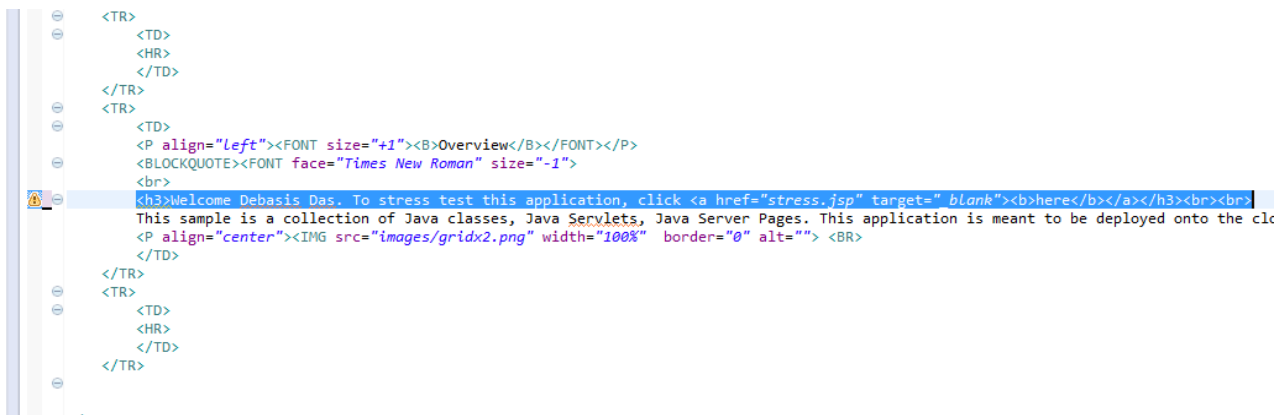 <TR>
<TD>
<HR>
</TD>
</TR>
<TR>
<TD>
<P align="left"><FONT size="+1"><B>Overview</B></FONT></P>
<BLOCKQUOTE><FONT face="Times New Roman" size="-1">
<br>
<h3>Welcome Debasis Das. To stress test this application, click <a href="stress.jsp" target="_blank"><b>here</b></a></h3><br><br>
This sample is a collection of Java classes, Java Servlets, Java Server Pages. This application is meant to be deployed onto the
<P align="center"><IMG src="images/gridx2.png" width="100%"  border="0" alt=""> <BR>
</TD>
</TR>
<TR>
<TD>
<HR>
</TD>
</TR>